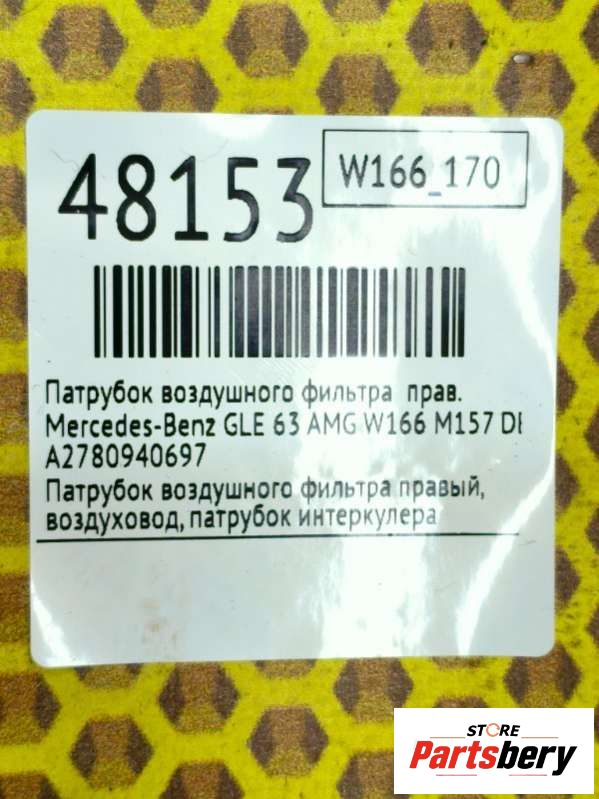 48153
W166_170
Патрубок воздушного фильтра прав.
Mercedes-Benz GLE 63 AMG W166 M157 DE
A2780940697
Патрубок воздушного фильтра правый,
воздуховод, патрубок интеркулера
STORE
Partsbery